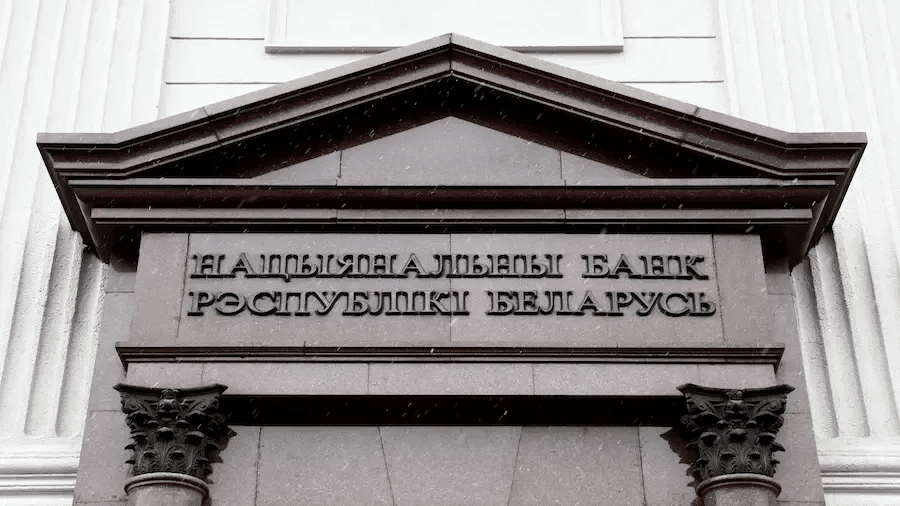 НАЦЫЯНАЛЬНЫ БАНК
РЭСПУБЛІКІ БЕЛАРУСЬ